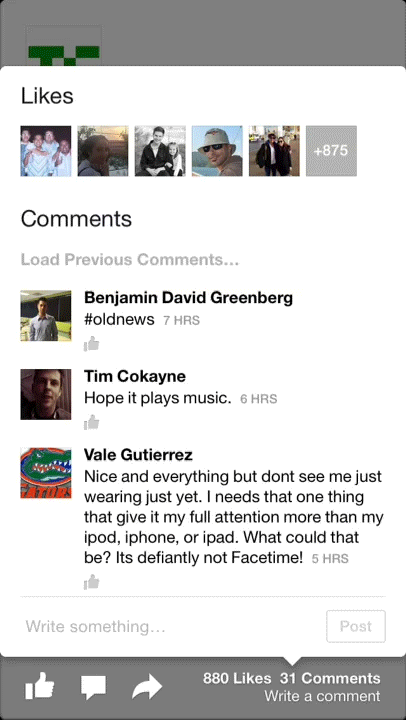 Likes
+875
Comments
Load Previous Comments...
Benjamin David Greenberg
#oldnews 7 HRS
Tim Cokayne
Hope it plays music. 6 HRS
Vale Gutierrez
Nice and everything but dont see me just
wearing just yet. I needs that one thing
that give it my full attention more than my
ipod, iphone, or ipad. What could that
be? Its defiantly not Facetime! 5 HRS
Write something...
Post
880 Likes 31 Comments
Write a comment